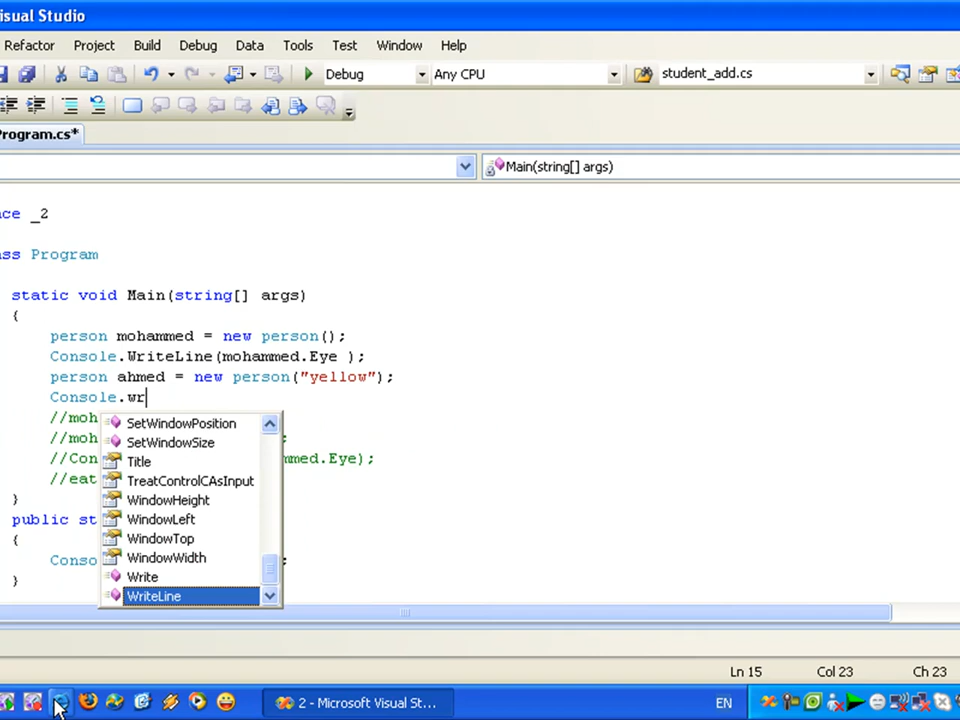 isual Studio
Refactor Project Build Debug Data Tools Test Window Help
Debug Any CPU student_add.cs
Program.cs*
Main(string[] args)
nce _2
ass Program
static void Main(string[] args)
{
person mohammed = new person();
Console.WriteLine(mohammed.Eye );
person ahmed = new person("yellow");
Console.wr
//moh
SetWindowPosition
//moh ;
SetWindowSize
//Con mmed.Eye);
Title
//eat
TreatControlCAsInput
}
WindowHeight
public st
WindowLeft
{
WindowTop
Conso ;
WindowWidth
}
Write
WriteLine
Ln 15 Col 23 Ch 23
2 - Microsoft Visual St... EN